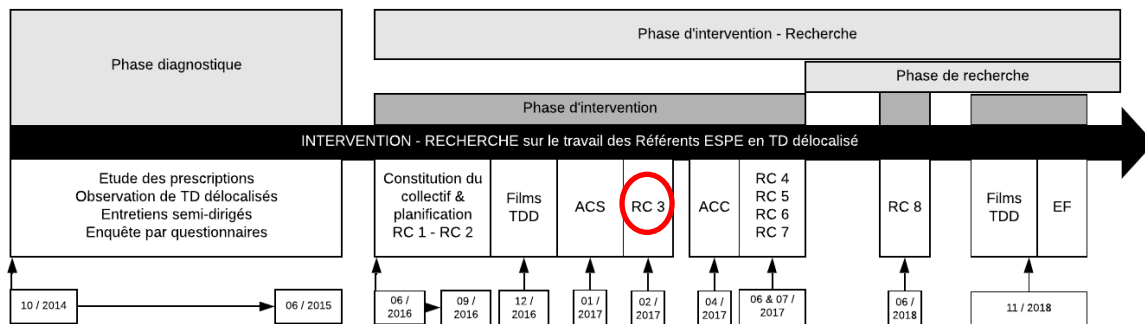 Phase diagnostique
Phase d'intervention - Recherche
Phase de recherche
Phase d'intervention
INTERVENTION - RECHERCHE sur le travail des Référents ESPE en TD délocalisé
Etude des prescriptions
Observation de TD délocalisés
Entretiens semi-dirigés
Enquête par questionnaires
Constitution du
collectif &
planification
RC 1 - RC 2
Films
TDD
ACS
RC 3
ACC
RC 4
RC 5
RC 6
RC 7
RC 8
Films
TDD
EF
10 / 2014
06 / 2015
06 /
2016
09 /
2016
12 /
2016
01 /
2017
02 /
2017
04 /
2017
06 & 07 /
2017
06 /
2018
11 / 2018